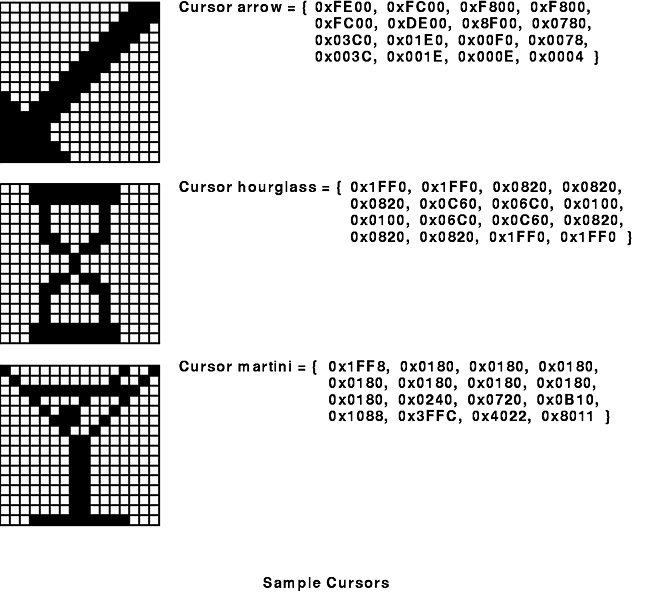 Cursor arrow = { 0xFE00, 0xFC00, 0xF800, 0xF800,
0xFC00, 0xDE00, 0x8F00, 0x0780,
0x03C0, 0x01E0, 0x00F0, 0x0078,
0x003C, 0x001E, 0x000E, 0x0004 }
Cursor hourglass = { 0x1FF0, 0x1FF0, 0x0820, 0x0820,
0x0820, 0x0C60, 0x06C0, 0x0100,
0x0100, 0x06C0, 0x0C60, 0x0820,
0x0820, 0x0820, 0x1FF0, 0x1FF0 }
Cursor martini = { 0x1FF8, 0x0180, 0x0180, 0x0180,
0x0180, 0x0180, 0x0180, 0x0180,
0x0180, 0x0240, 0x0720, 0x0B10,
0x1088, 0x3FFC, 0x4022, 0x8011 }
Sample Cursors